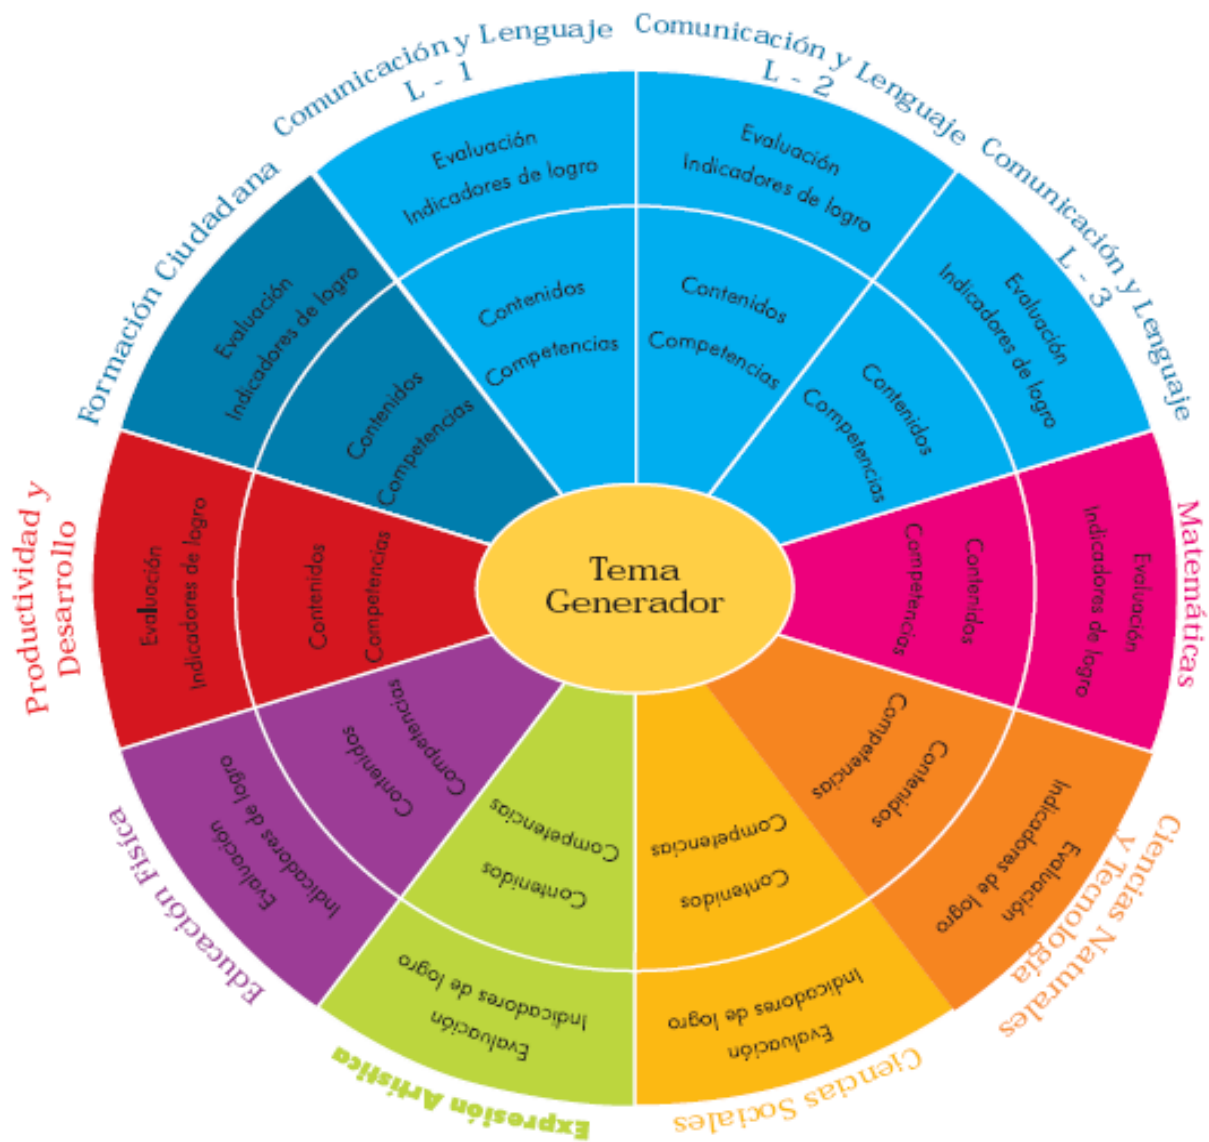 Comunicación y Lenguaje
L - 1
Evaluación
Indicadores de logro
Contenidos
Competencias
Comunicación y Lenguaje
L - 2
Evaluación
Indicadores de logro
Contenidos
Competencias
Comunicación y Lenguaje
L - 3
Evaluación
Indicadores de logro
Contenidos
Competencias
Matemáticas
Evaluación
Indicadores de logro
Contenidos
Competencias
Ciencias Naturales
y Tecnología
Evaluación
Indicadores de logro
Contenidos
Competencias
Ciencias Sociales
Evaluación
Indicadores de logro
Contenidos
Competencias
Expresión Artística
Evaluación
Indicadores de logro
Contenidos
Competencias
Educación Física
Evaluación
Indicadores de logro
Contenidos
Competencias
Productividad y
Desarrollo
Evaluación
Indicadores de logro
Contenidos
Competencias
Formación Ciudadana
Evaluación
Indicadores de logro
Contenidos
Competencias
Tema
Generador